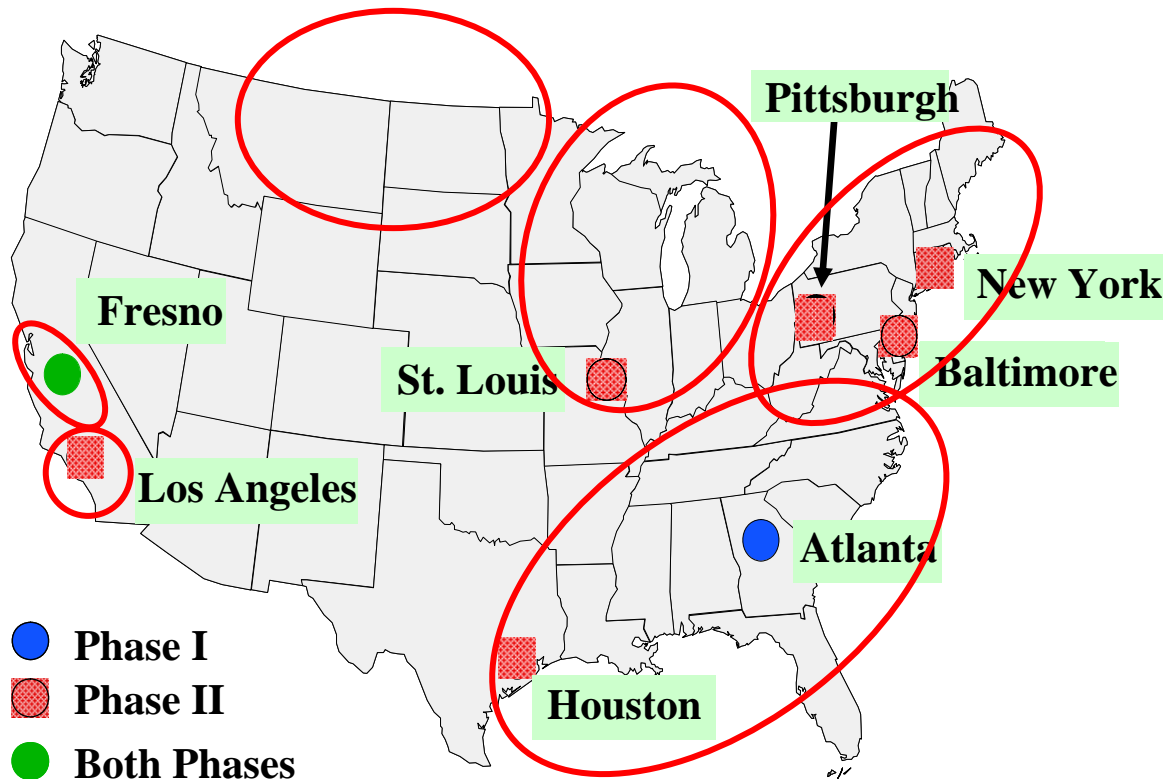 Pittsburgh
New York
Fresno
Baltimore
St. Louis
Los Angeles
Atlanta
Phase I
Phase II
Houston
Both Phases